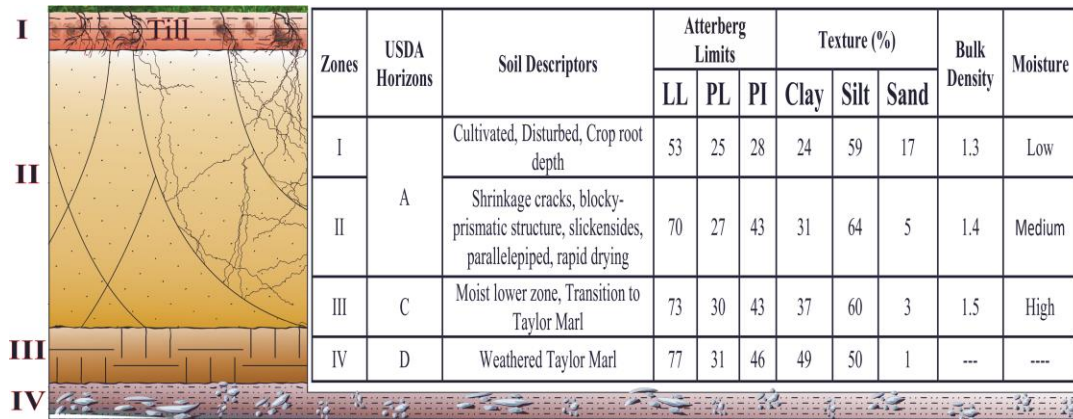 I
Till
II
III
IV
Zones
USDA
Horizons
Soil Descriptors
Atterberg
Limits
LL PL PI
Texture (%)
Clay Silt Sand
Bulk
Density
Moisture
I
A
Cultivated, Disturbed, Crop root
depth
53 25 28 24 59 17 1.3 Low
II
Shrinkage cracks, blocky-
prismatic structure, slickensides,
parallelepiped, rapid drying
70 27 43 31 64 5 1.4 Medium
III C
Moist lower zone, Transition to
Taylor Marl
73 30 43 37 60 3 1.5 High
IV D Weathered Taylor Marl 77 31 46 49 50 1 --- ----